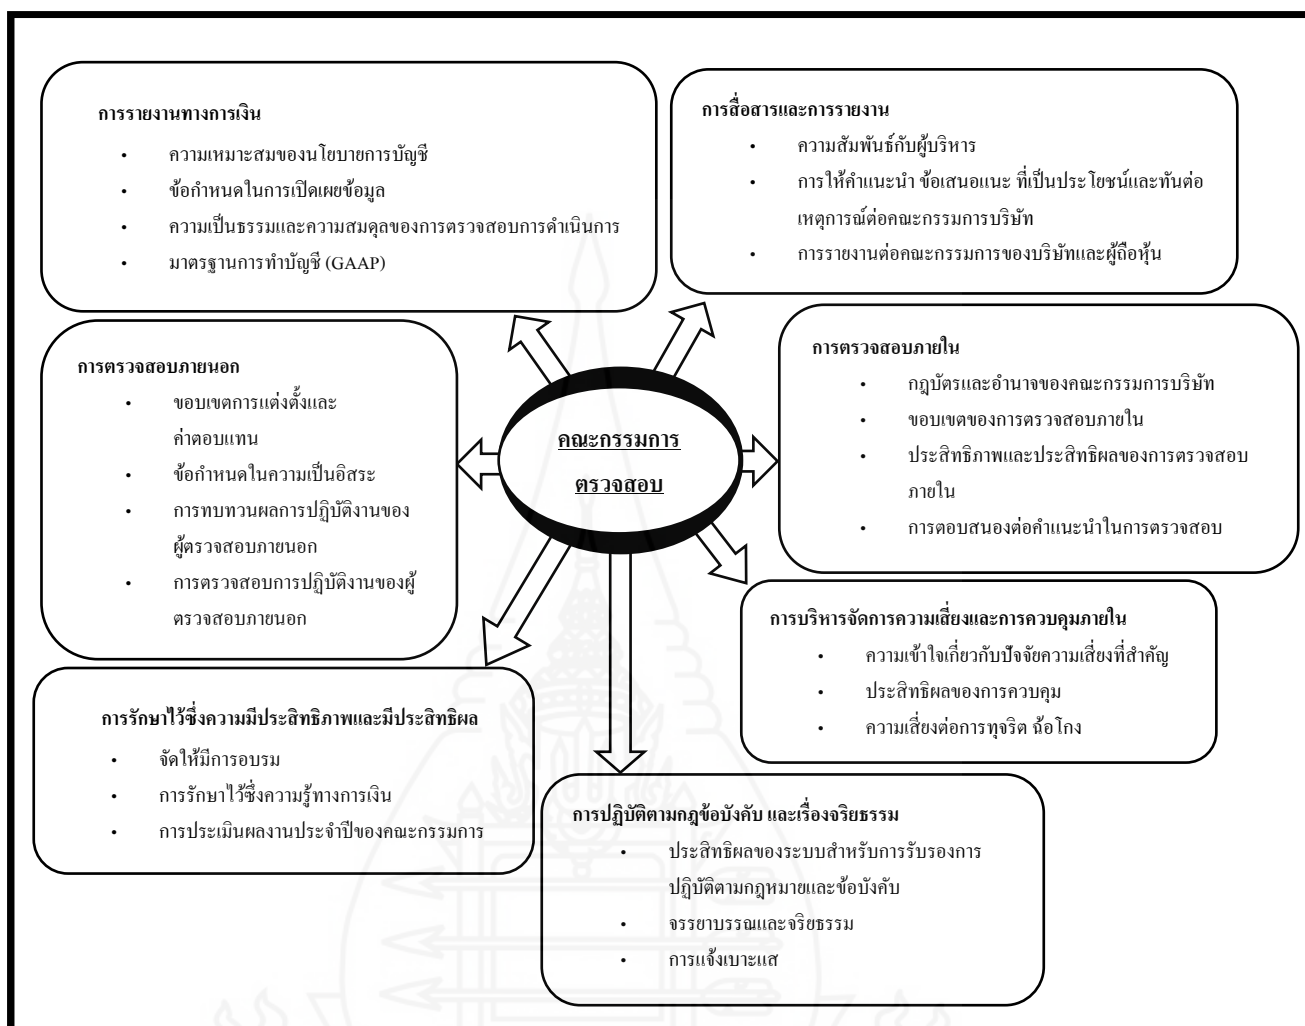 การรายงานทางการเงิน
• ความเหมาะสมของนโยบายการบัญชี
• ข้อกำหนดในการเปิดเผยข้อมูล
• ความเป็นธรรมและความสมดุลของการตรวจสอบการดำเนินการ
• มาตรฐานการทำบัญชี (GAAP)
การสื่อสารและการรายงาน
• ความสัมพันธ์กับผู้บริหาร
• การให้คำแนะนำ ข้อเสนอแนะ ที่เป็นประโยชน์และทันต่อ
เหตุการณ์ต่อคณะกรรมการบริษัท
• การรายงานต่อคณะกรรมการของบริษัทและผู้ถือหุ้น
การตรวจสอบภายนอก
• ขอบเขตการแต่งตั้งและ
ค่าตอบแทน
• ข้อกำหนดในความเป็นอิสระ
• การทบทวนผลการปฏิบัติงานของ
ผู้ตรวจสอบภายนอก
• การตรวจสอบการปฏิบัติงานของผู้
ตรวจสอบภายนอก
คณะกรรมการ
ตรวจสอบ
การตรวจสอบภายใน
• กฎบัตรและอำนาจของคณะกรรมการบริษัท
• ขอบเขตของการตรวจสอบภายใน
• ประสิทธิภาพและประสิทธิผลของการตรวจสอบ
ภายใน
• การตอบสนองต่อคำแนะนำในการตรวจสอบ
การบริหารจัดการความเสี่ยงและการควบคุมภายใน
• ความเข้าใจเกี่ยวกับปัจจัยความเสี่ยงที่สำคัญ
• ประสิทธิผลของการควบคุม
• ความเสี่ยงต่อการทุจริต ฉ้อโกง
การรักษาไว้ซึ่งความมีประสิทธิภาพและมีประสิทธิผล
• จัดให้มีการอบรม
• การรักษาไว้ซึ่งความรู้ทางการเงิน
• การประเมินผลงานประจำปีของคณะกรรมการ
การปฏิบัติตามกฎข้อบังคับ และเรื่องจริยธรรม
• ประสิทธิผลของระบบสำหรับการรับรองการ
ปฏิบัติตามกฎหมายและข้อบังคับ
• จรรยาบรรณและจริยธรรม
• การแจ้งเบาะแส